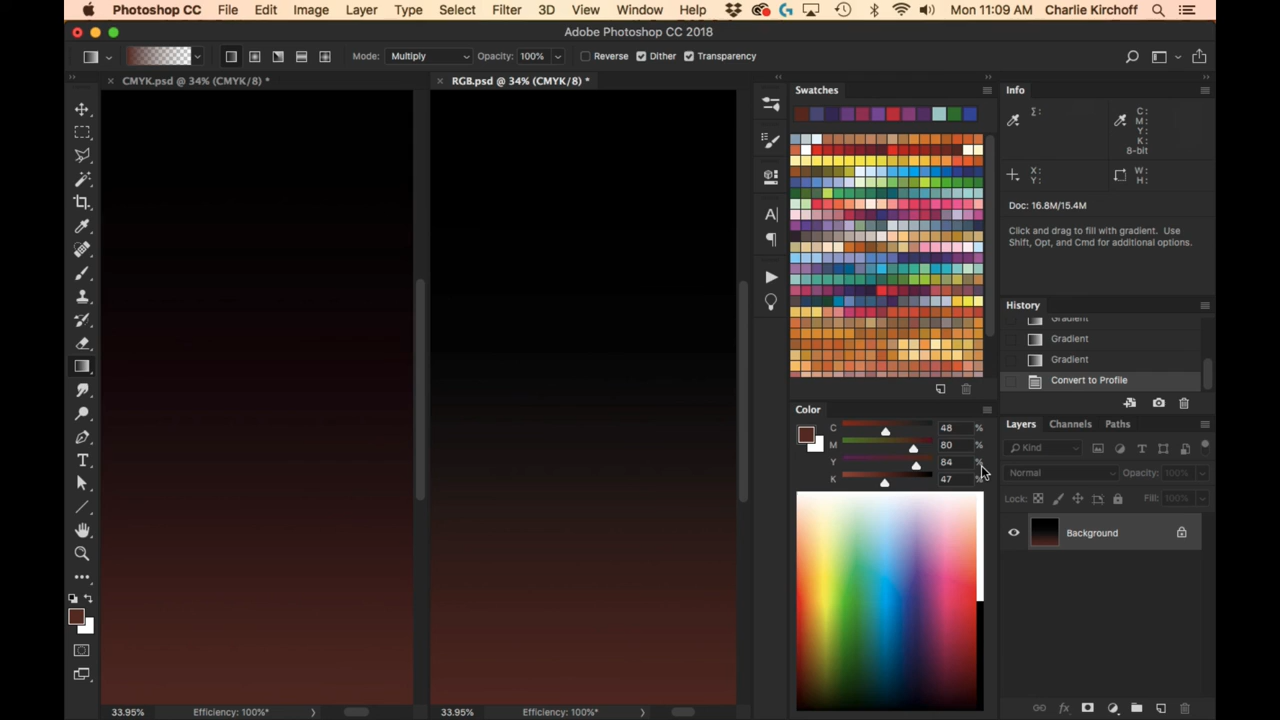 Photoshop CC File Edit Image Layer Type Select Filter 3D View Window Help Mon 11:09 AM Charlie Kirchoff
Adobe Photoshop CC 2018
Mode: Multiply Opacity: 100% Reverse Dither Transparency
CMYK.psd @ 34% (CMYK/8) * RGB.psd @ 34% (CMYK/8) *
Swatches
Info
C:
M:
Y:
K:
8-bit
X:
Y:
W:
H:
Doc: 16.8M/15.4M
Click and drag to fill with gradient. Use
Shift, Opt, and Cmd for additional options.
History
Gradient
Gradient
Gradient
Convert to Profile
Color
C 48 %
M 80 %
Y 84 %
K 47 %
Layers Channels Paths
Kind
Normal Opacity: 100%
Lock: Fill: 100%
Background
33.95% Efficiency: 100%* 33.95% Efficiency: 100%*